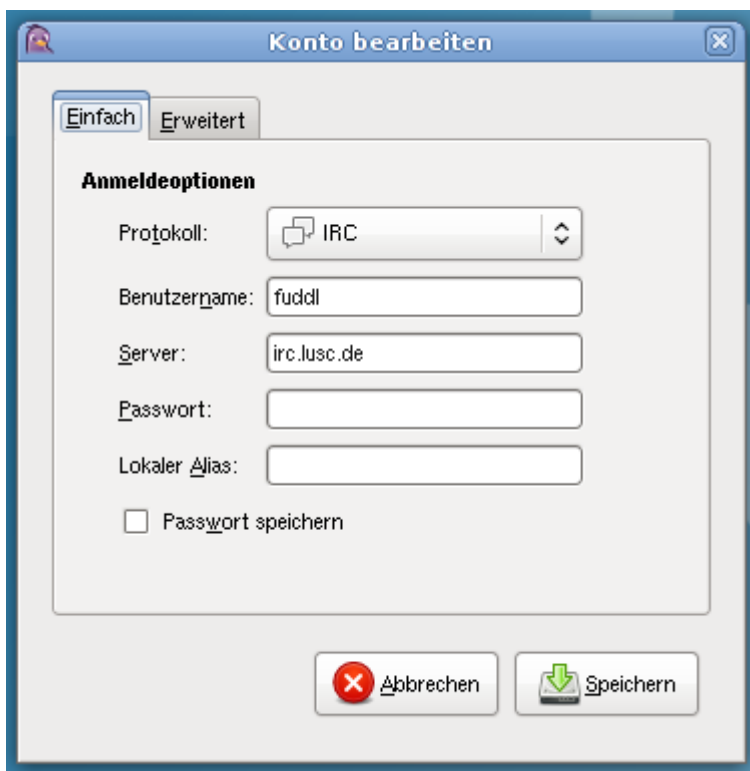 Konto bearbeiten
Einfach Erweitert
Anmeldeoptionen
Protokoll: IRC
Benutzername: fuddl
Server: irc.lusc.de
Passwort:
Lokaler Alias:
Passwort speichern
Abbrechen Speichern